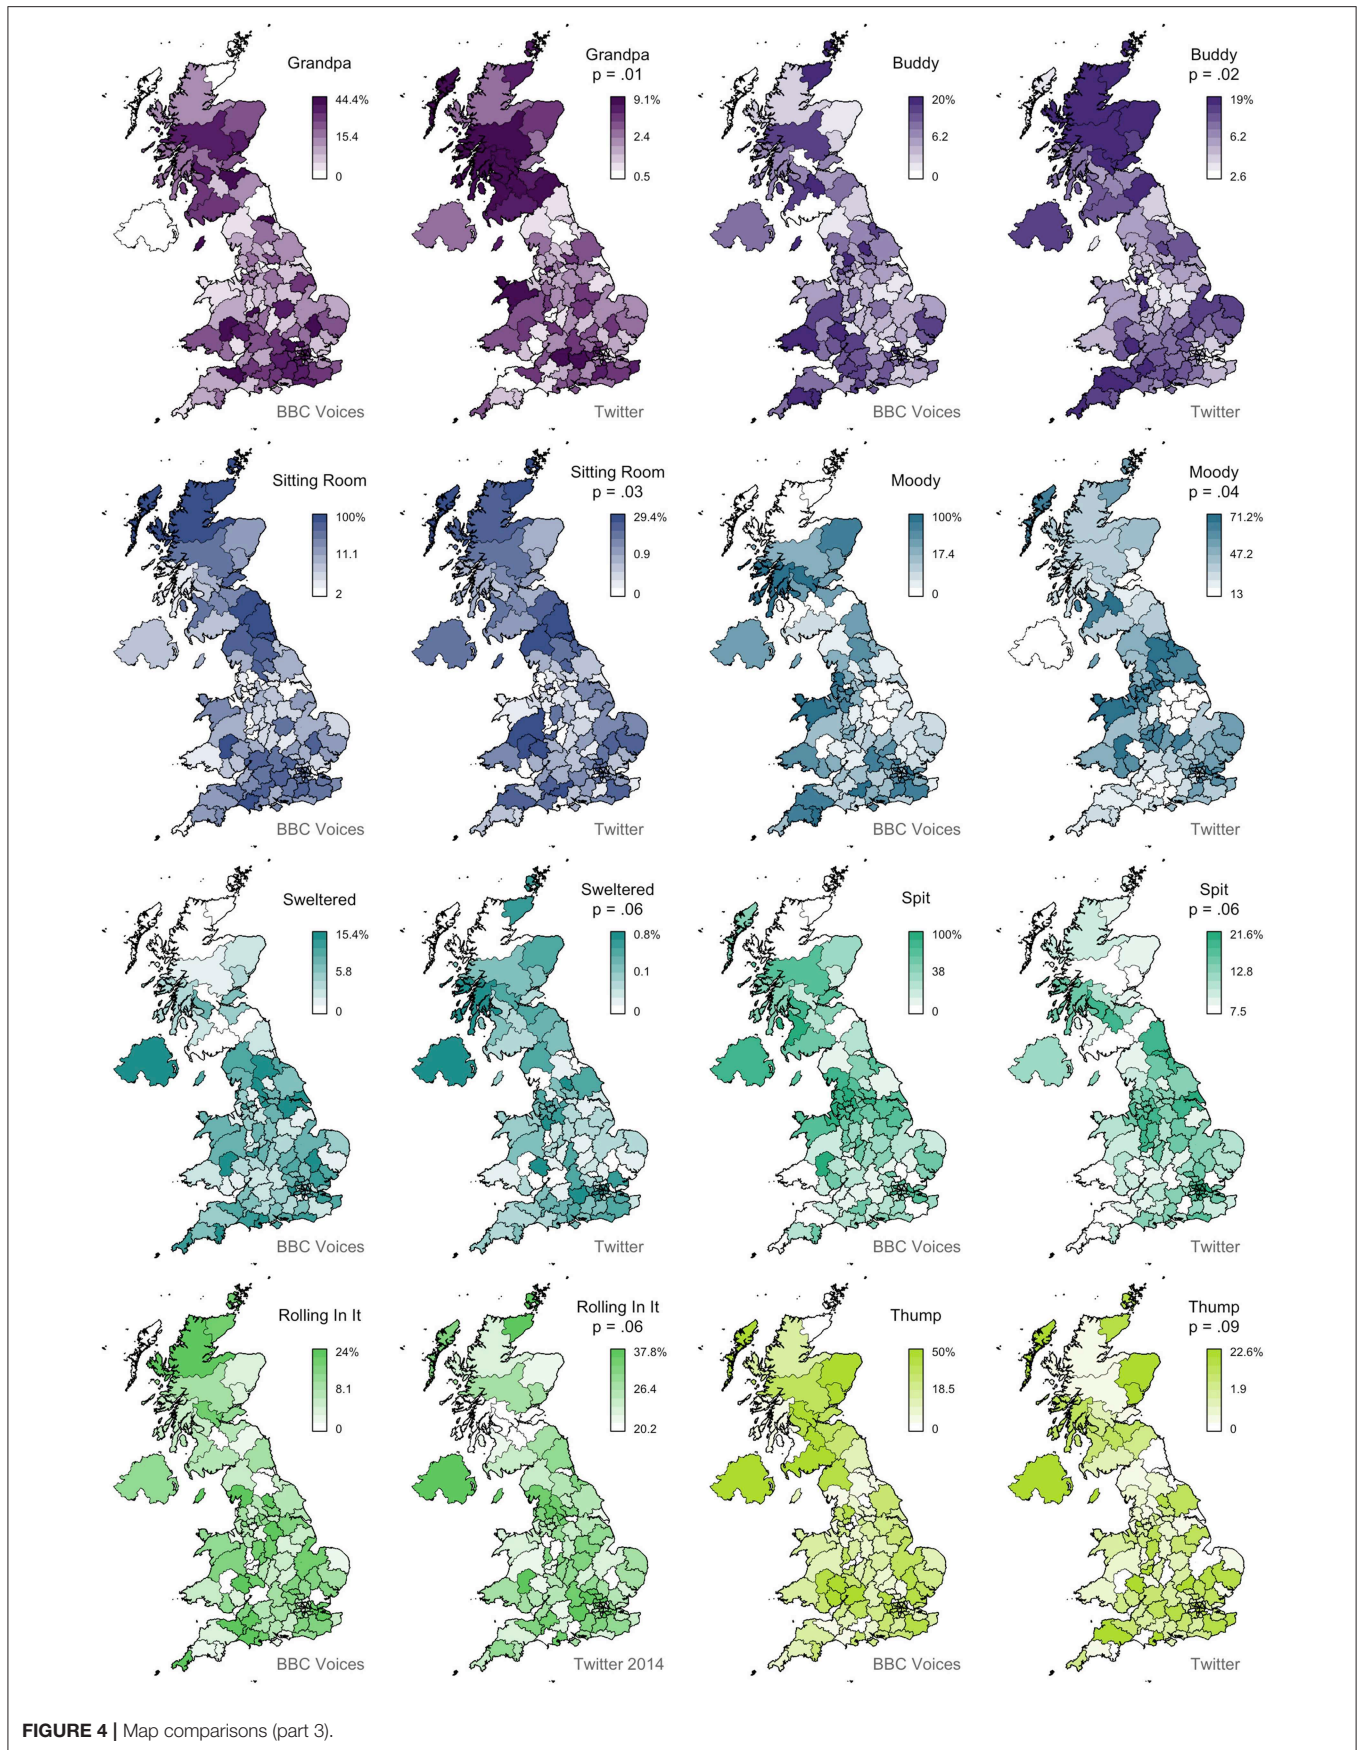 Grandpa
44.4%
15.4
0
BBC Voices
Grandpa
p = .01
9.1%
2.4
0.5
Twitter
Buddy
20%
6.2
0
BBC Voices
Buddy
p = .02
19%
6.2
2.6
Twitter
Sitting Room
100%
11.1
2
BBC Voices
Sitting Room
p = .03
29.4%
0.9
0
Twitter
Moody
100%
17.4
0
BBC Voices
Moody
p = .04
71.2%
47.2
13
Twitter
Sweltered
15.4%
5.8
0
BBC Voices
Sweltered
p = .06
0.8%
0.1
0
Twitter
Spit
100%
38
0
BBC Voices
Spit
p = .06
21.6%
12.8
7.5
Twitter
Rolling In It
24%
8.1
0
BBC Voices
Rolling In It
p = .06
37.8%
26.4
20.2
Twitter 2014
Thump
50%
18.5
0
BBC Voices
Thump
p = .09
22.6%
1.9
0
Twitter
FIGURE 4 | Map comparisons (part 3).